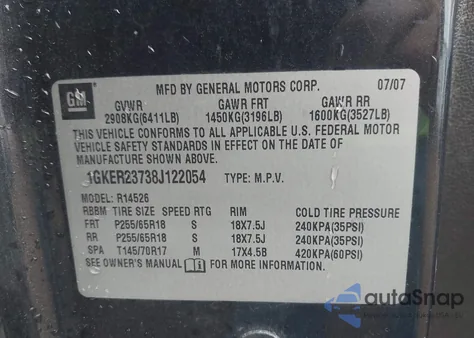 GM
MFD BY GENERAL MOTORS CORP. 07/07
GVWR GAWR FRT GAWR RR
2908KG(6411LB) 1450KG(3196LB) 1600KG(3527LB)
THIS VEHICLE CONFORMS TO ALL APPLICABLE U.S. FEDERAL MOTOR
VEHICLE SAFETY STANDARDS IN EFFECT ON THE DATE OF
MANUFACTURE SHOWN ABOVE.
1GKER23738J122054 TYPE: M.P.V.
MODEL: R14526
RBBM TIRE SIZE SPEED RTG RIM COLD TIRE PRESSURE
FRT P255/65R18 S 18X7.5J 240KPA(35PSI)
RR P255/65R18 S 18X7.5J 240KPA(35PSI)
SPA T145/70R17 M 17X4.5B 420KPA(60PSI)
SEE OWNER'S MANUAL FOR MORE INFORMATION.
autoSnap